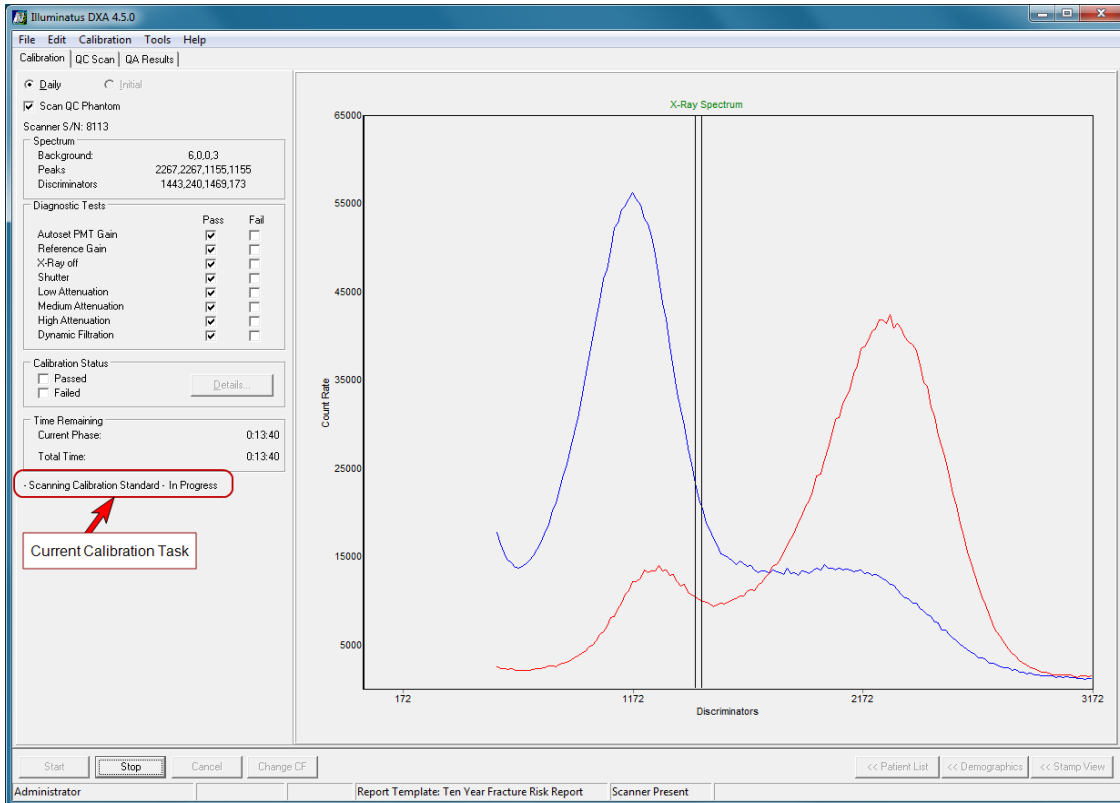 Illuminatus DXA 4.5.0
File Edit Calibration Tools Help
Calibration QC Scan QA Results
Daily Initial
Scan QC Phantom
Scanner S/N: 8113
Spectrum
Background: 6,0,0,3
Peaks 2267,2267,1155,1155
Discriminators 1443,240,1469,173
Diagnostic Tests
Pass Fail
Autoset PMT Gain
Reference Gain
X-Ray off
Shutter
Low Attenuation
Medium Attenuation
High Attenuation
Dynamic Filtration
Calibration Status
Passed
Failed
Details...
Time Remaining
Current Phase: 0:13:40
Total Time: 0:13:40
- Scanning Calibration Standard - In Progress
Current Calibration Task
X-Ray Spectrum
65000
55000
45000
35000
25000
15000
5000
Count Rate
172 1172 2172 3172
Discriminators
Start Stop Cancel Change CF << Patient List << Demographics << Stamp View
Administrator Report Template: Ten Year Fracture Risk Report Scanner Present